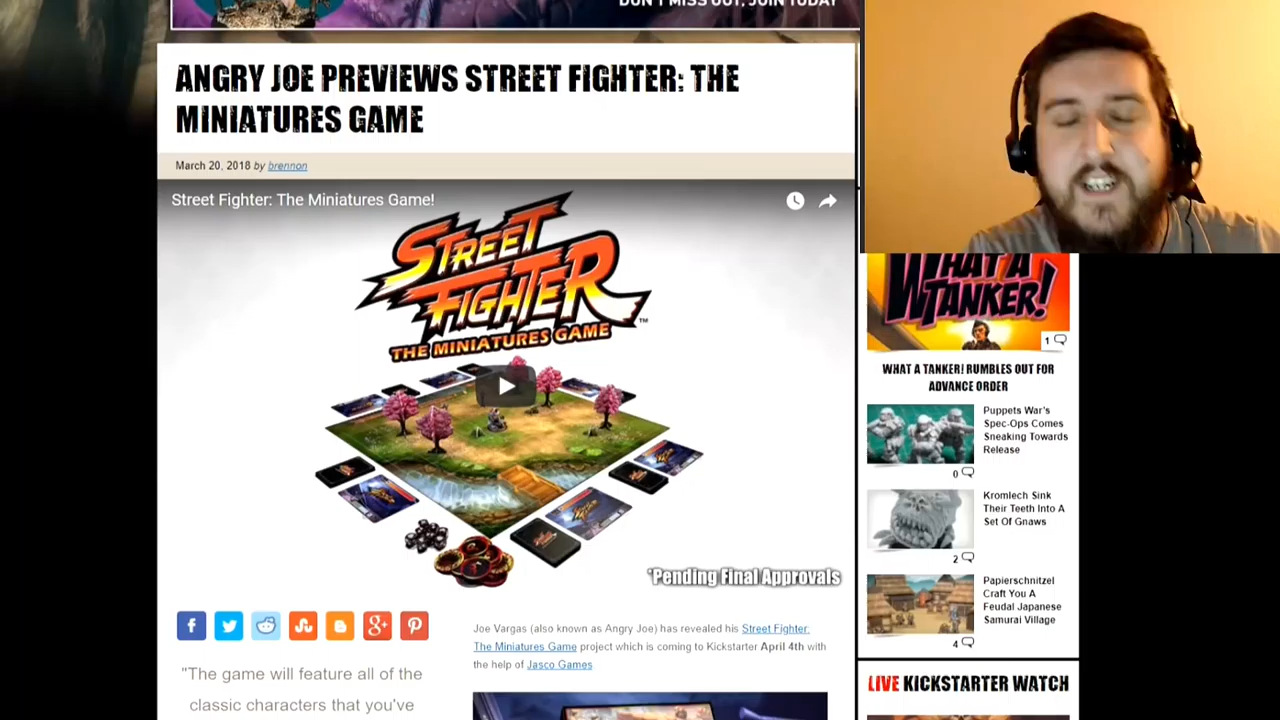 DON'T MISS OUT, JOIN TODAY
ANGRY JOE PREVIEWS STREET FIGHTER: THE
MINIATURES GAME
March 20, 2018 by brennon
Street Fighter: The Miniatures Game!
STREET
FIGHTER
THE MINIATURES GAME
*Pending Final Approvals
Joe Vargas (also known as Angry Joe) has revealed his Street Fighter:
The Miniatures Game project which is coming to Kickstarter April 4th with
the help of Jasco Games
"The game will feature all of the
classic characters that you've
WHAT A
TANKER!
1
WHAT A TANKER! RUMBLES OUT FOR
ADVANCE ORDER
Puppets War's
Spec-Ops Comes
Sneaking Towards
Release
0
Kromlech Sink
Their Teeth Into A
Set Of Gnaws
2
Papierschnitzel
Craft You A
Feudal Japanese
Samurai Village
4
LIVE KICKSTARTER WATCH